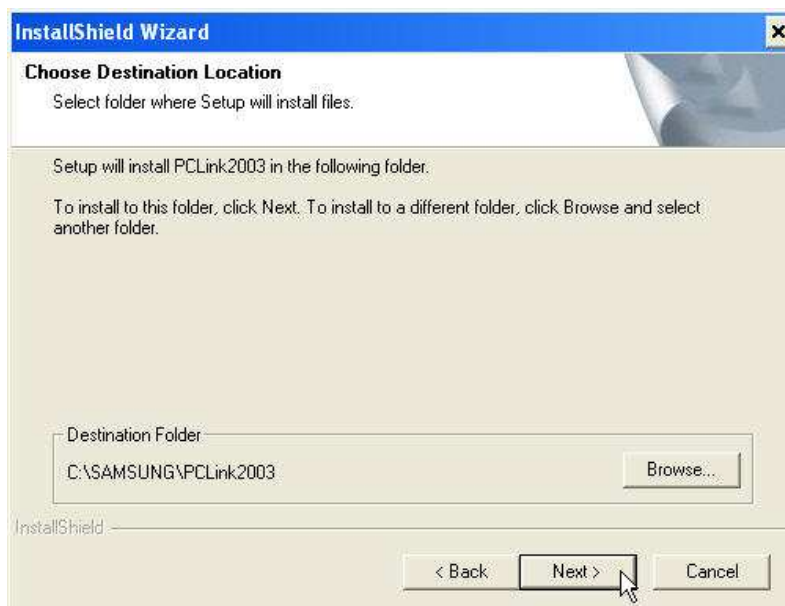 InstallShield Wizard
Choose Destination Location
Select folder where Setup will install files.
Setup will install PCLink2003 in the following folder.
To install to this folder, click Next. To install to a different folder, click Browse and select
another folder.
Destination Folder
C:\SAMSUNG\PCLink2003
Browse...
InstallShield
< Back
Next >
Cancel